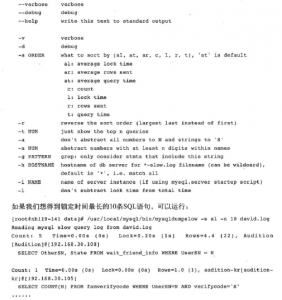 --verbose    verbose
--debug      debug
--help       write this text to standard output
-v           verbose
-d           debug
-s ORDER     what to sort by (al, at, ar, c, l, r, t), 'at' is default
al: average lock time
ar: average rows sent
at: average query time
c: count
l: lock time
r: rows sent
t: query time
-r           reverse the sort order (largest last instead of first)
-t NUM       just show the top n queries
-a           don't abstract all numbers to N and strings to 'S'
-n NUM       abstract numbers with at least n digits within names
-g PATTERN   grep: only consider stmts that include this string
-h HOSTNAME  hostname of db server for *-slow.log filename (can be wildcard),
default is '*', i.e. match all
-i NAME      name of server instance (if using mysql.server startup script)
-l           don't subtract lock time from total time
如果我们想得到锁定时间最长的10条SQL语句，可以运行：
[root@nh119-141 data]# /usr/local/mysql/bin/mysqldumpslow -s al -n 10 david.log
Reading mysql slow query log from david.log
Count: 5  Time=0.00s (0s)  Lock=0.20s (1s)  Rows=4.4 (22), Audition
[Audition]@[192.168.30.108]
SELECT OtherSN, State FROM wait_friend_info WHERE UserSN = N
Count: 1  Time=0.00s (0s)  Lock=0.00s (0s)  Rows=1.0 (1), audition-kr[audition-
kr]@[192.168.30.105]
SELECT COUNT(N) FROM famverifycode WHERE UserSN=N AND verifycode='S'
......